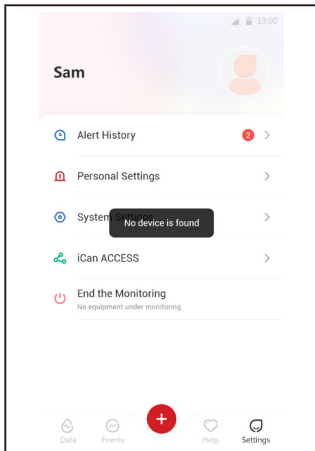 13:00
Sam
Alert History 2
Personal Settings
System Settings
No device is found
iCan ACCESS
End the Monitoring
No equipment under monitoring
Data Events Help Settings